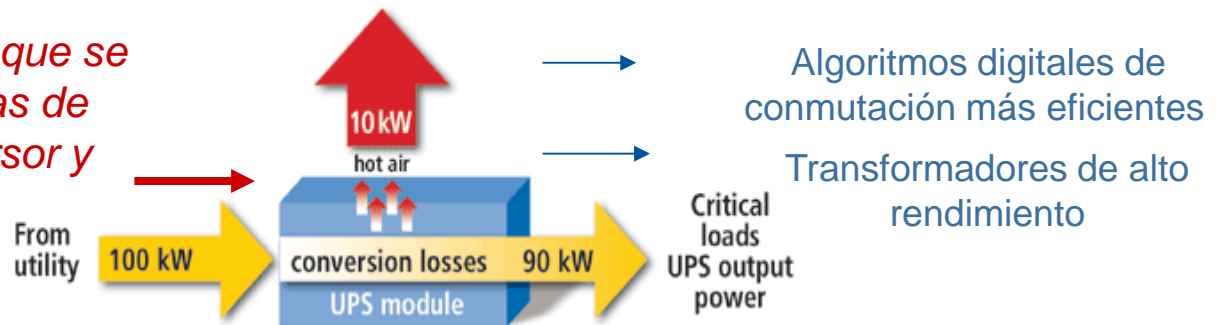 que se
as de
rsor y
10 kW
hot air
From
utility
100 kW
conversion losses
90 kW
UPS module
Critical
loads
UPS output
power
Algoritmos digitales de
conmutación más eficientes
Transformadores de alto
rendimiento